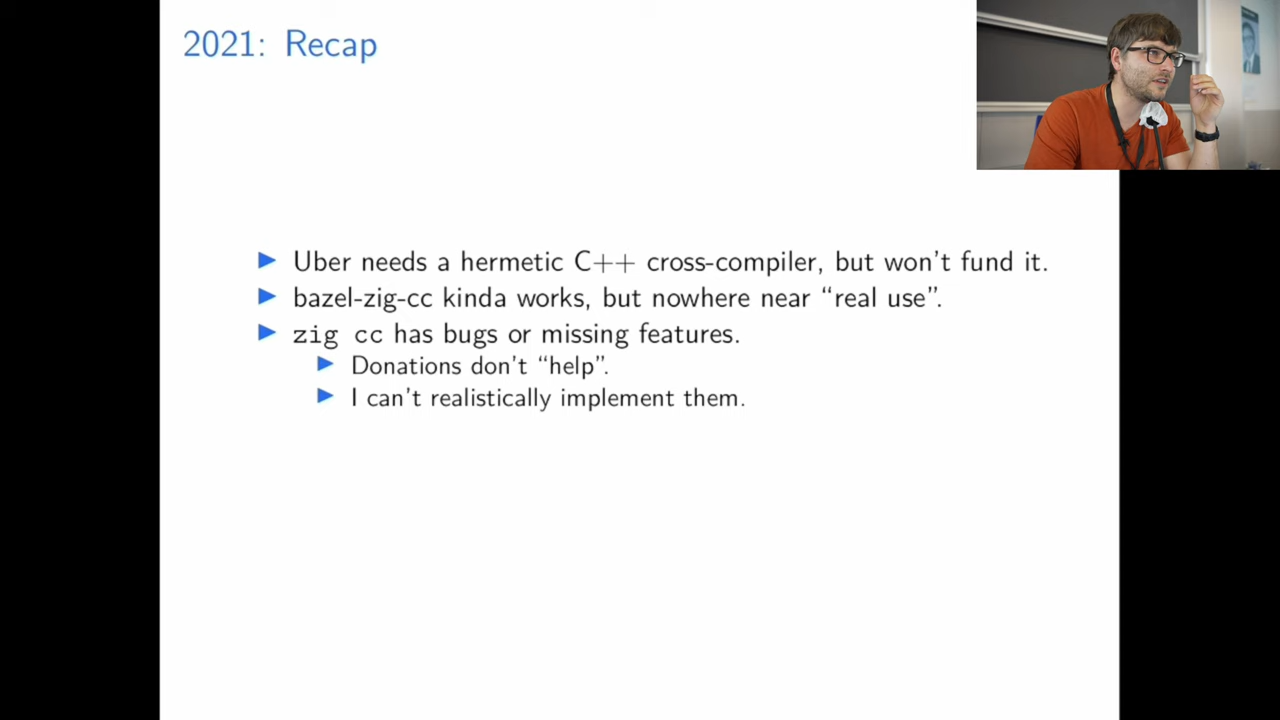 2021: Recap
Uber needs a hermetic C++ cross-compiler, but won't fund it.
bazel-zig-cc kinda works, but nowhere near “real use”.
zig cc has bugs or missing features.
Donations don't “help”.
I can't realistically implement them.